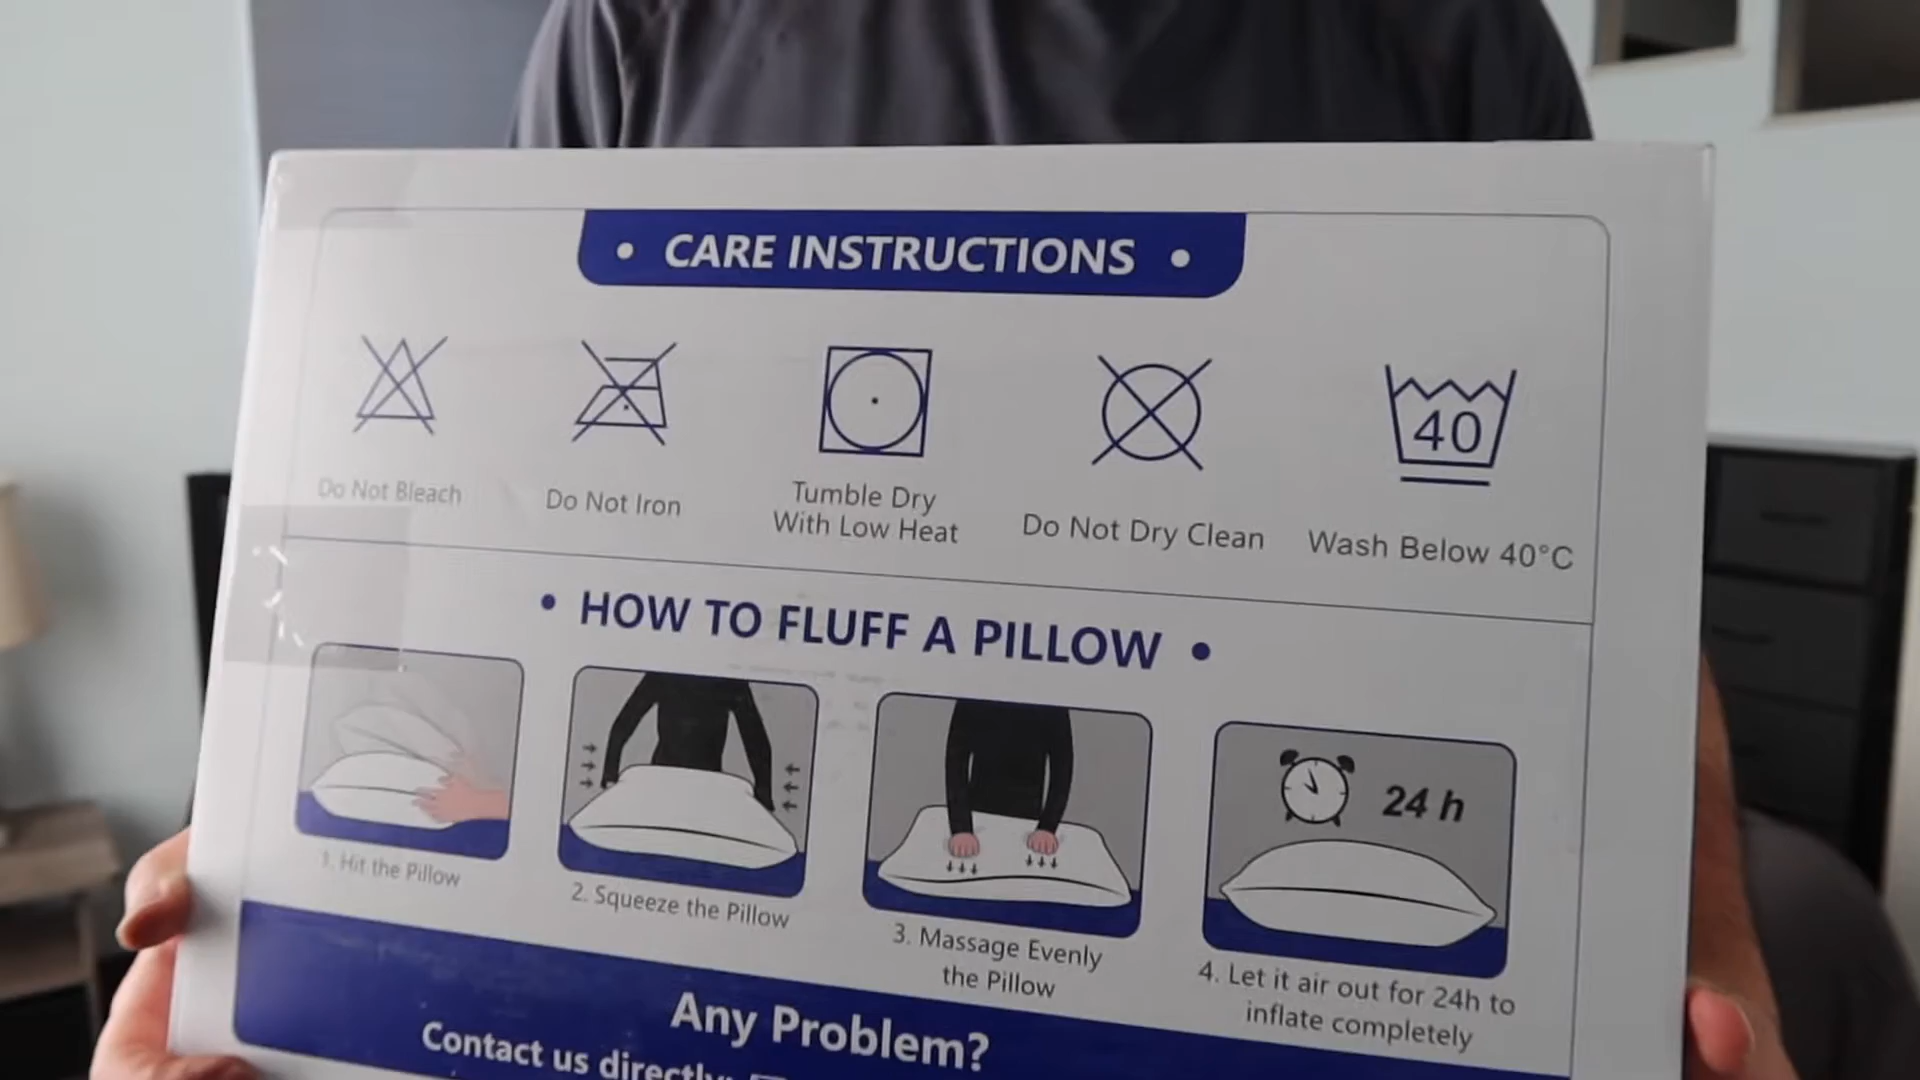 • CARE INSTRUCTIONS •
40
Do Not Bleach
Do Not Iron
Tumble Dry
With Low Heat
Do Not Dry Clean
Wash Below 40°C
• HOW TO FLUFF A PILLOW •
24 h
1. Hit the Pillow
2. Squeeze the Pillow
3. Massage Evenly
the Pillow
4. Let it air out for 24h to
inflate completely
Any Problem?
Contact us directly: